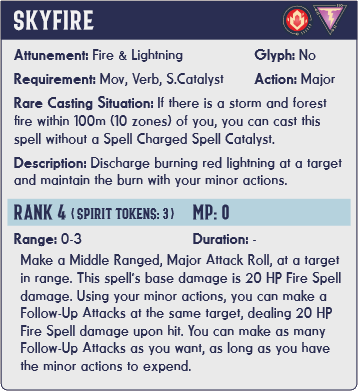 SKYFIRE
Attunement: Fire & Lightning Glyph: No
Requirement: Mov, Verb, S.Catalyst Action: Major
Rare Casting Situation: If there is a storm and forest
fire within 100m (10 zones) of you, you can cast this
spell without a Spell Charged Spell Catalyst.
Description: Discharge burning red lightning at a target
and maintain the burn with your minor actions.
RANK 4 (SPIRIT TOKENS: 3) MP: 0
Range: 0-3 Duration: -
Make a Middle Ranged, Major Attack Roll, at a target
in range. This spell's base damage is 20 HP Fire Spell
damage. Using your minor actions, you can make a
Follow-Up Attacks at the same target, dealing 20 HP
Fire Spell damage upon hit. You can make as many
Follow-Up Attacks as you want, as long as you have
the minor actions to expend.